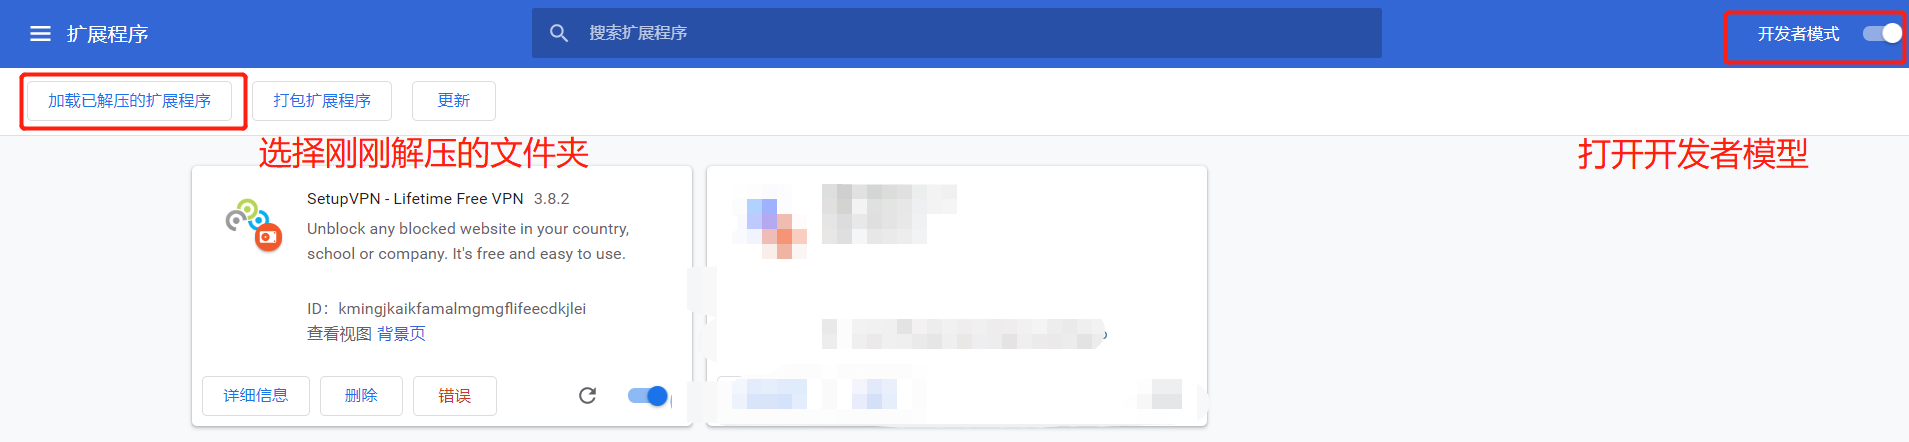 扩展程序
搜索扩展程序
开发者模式
加载已解压的扩展程序
打包扩展程序
更新
选择刚刚解压的文件夹
打开开发者模型
SetupVPN - Lifetime Free VPN 3.8.2
Unblock any blocked website in your country,
school or company. It's free and easy to use.
ID：kmingjkaikfamalmgmgflifeecdkjlei
查看视图 背景页
详细信息
删除
错误